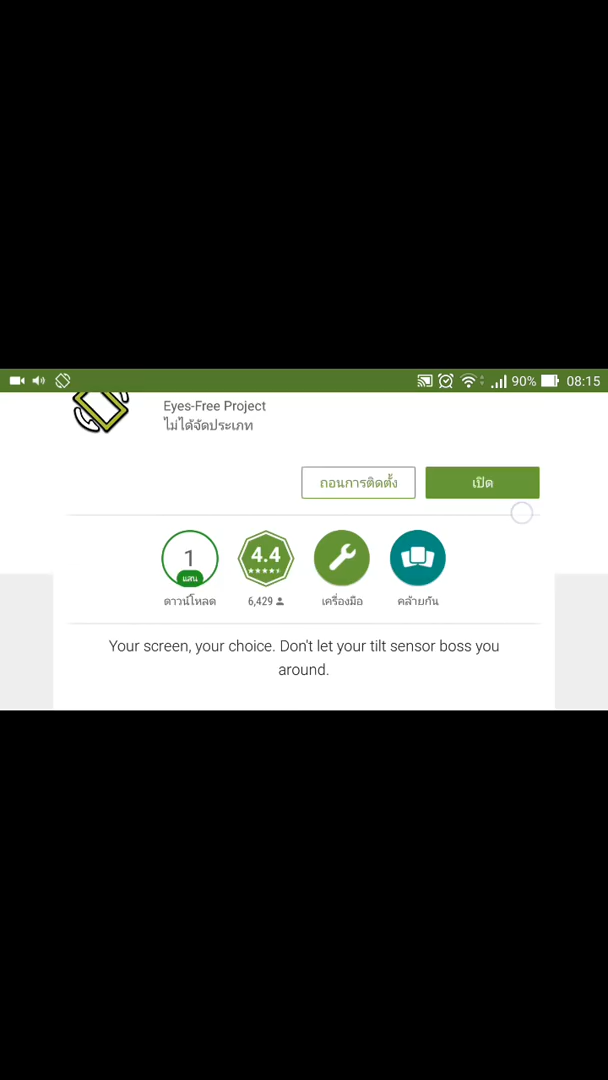 90% 08:15
Eyes-Free Project
ไม่ได้จัดประเภท
ถอนการติดตั้ง เปิด
1 4.4
แสน
ดาวน์โหลด 6,429 เครื่องมือ คล้ายกัน
Your screen, your choice. Don't let your tilt sensor boss you
around.